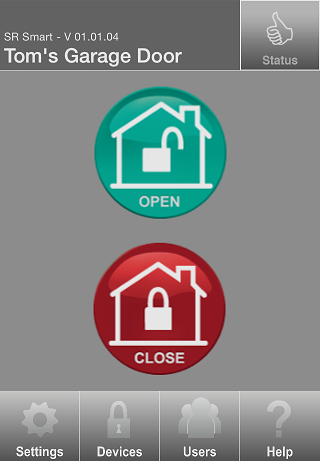 SR Smart - V 01.01.04
Tom's Garage Door
Status
OPEN
CLOSE
Settings
Devices
Users
Help